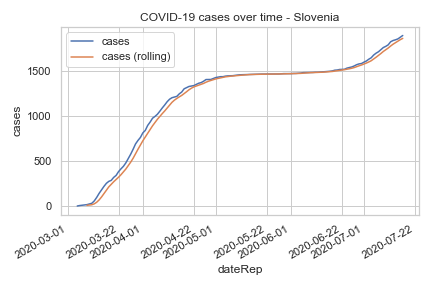 COVID-19 cases over time - Slovenia
cases
cases (rolling)
cases
1500
1000
500
0
2020-03-01
2020-03-22
2020-04-01
2020-04-22
2020-05-01
2020-05-22
2020-06-01
2020-06-22
2020-07-01
2020-07-22
dateRep